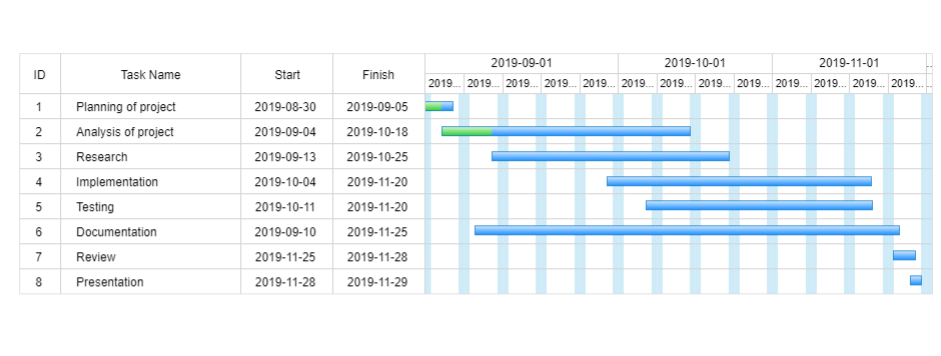 ID Task Name Start Finish 2019-09-01 2019-10-01 2019-11-01 ..
2019... 2019... 2019... 2019... 2019... 2019... 2019... 2019... 2019... 2019... 2019... 2019... 2019...
1 Planning of project 2019-08-30 2019-09-05
2 Analysis of project 2019-09-04 2019-10-18
3 Research 2019-09-13 2019-10-25
4 Implementation 2019-10-04 2019-11-20
5 Testing 2019-10-11 2019-11-20
6 Documentation 2019-09-10 2019-11-25
7 Review 2019-11-25 2019-11-28
8 Presentation 2019-11-28 2019-11-29